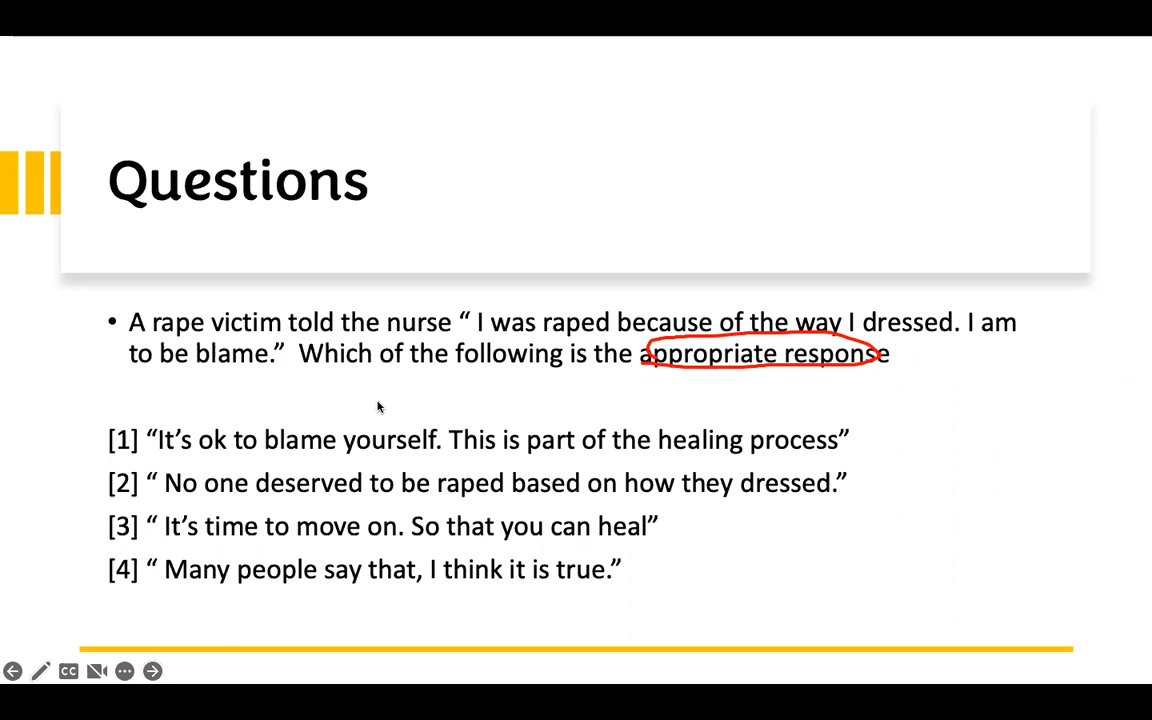 Questions
• A rape victim told the nurse “ I was raped because of the way I dressed. I am
to be blame.”  Which of the following is the appropriate response
[1] “It’s ok to blame yourself. This is part of the healing process”
[2] “ No one deserved to be raped based on how they dressed.”
[3] “ It’s time to move on. So that you can heal”
[4] “ Many people say that, I think it is true.”
CC